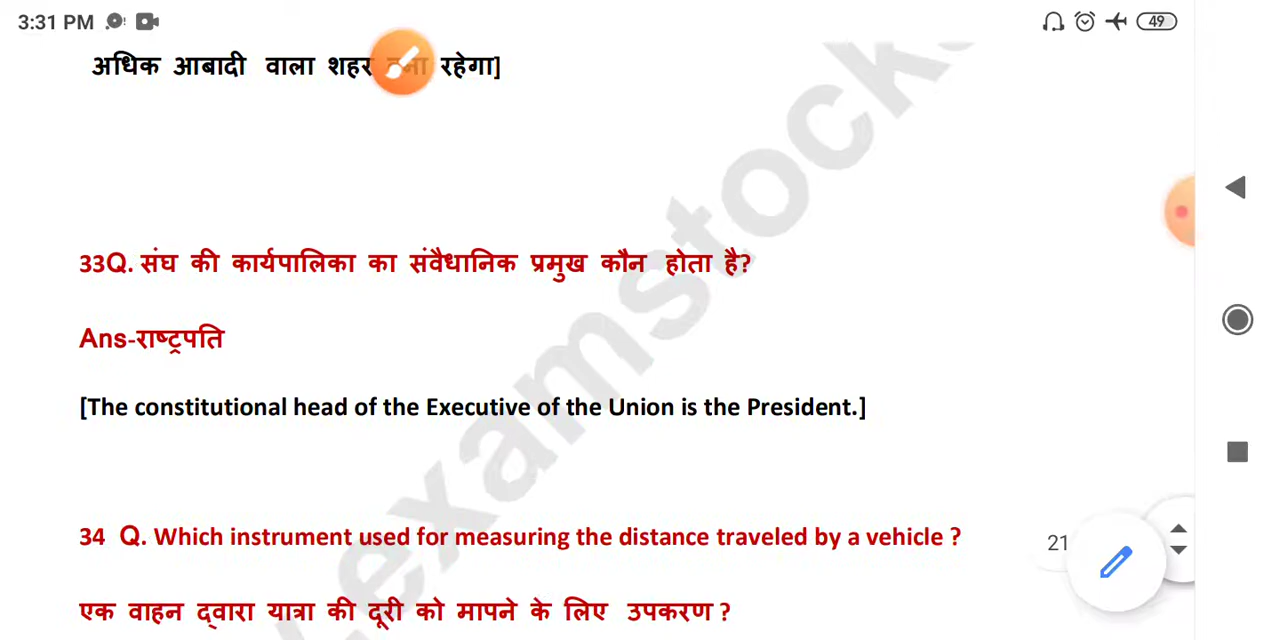 3:31 PM 49
अधिक आबादी वाला शहर रहेगा]
33Q. संघ की कार्यपालिका का संवैधानिक प्रमुख कौन होता है?
Ans-राष्ट्रपति
[The constitutional head of the Executive of the Union is the President.]
34 Q. Which instrument used for measuring the distance traveled by a vehicle ?
21
एक वाहन द्वारा यात्रा की दूरी को मापने के लिए उपकरण ?
examstock